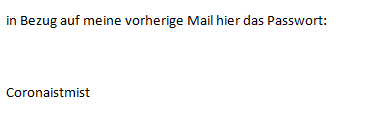 in Bezug auf meine vorherige Mail hier das Passwort:
Coronaistmist